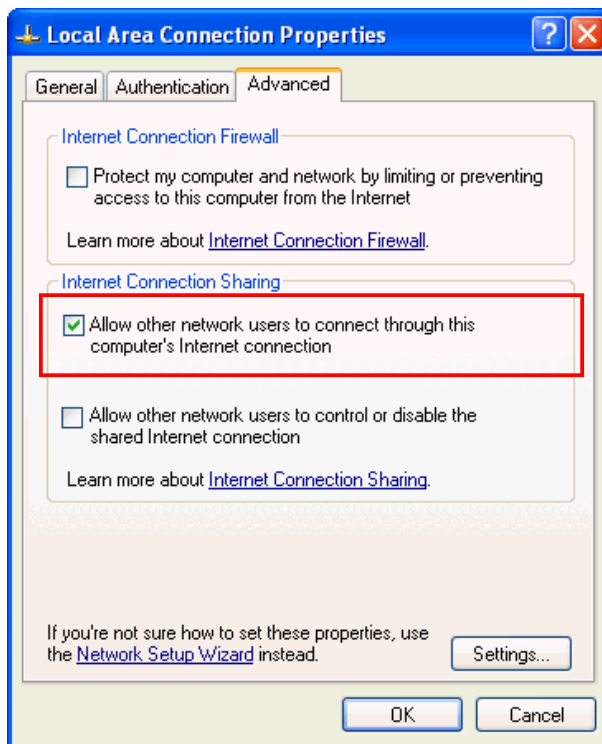 Local Area Connection Properties
General Authentication Advanced
Internet Connection Firewall
Protect my computer and network by limiting or preventing
access to this computer from the Internet
Learn more about Internet Connection Firewall.
Internet Connection Sharing
Allow other network users to connect through this
computer's Internet connection
Allow other network users to control or disable the
shared Internet connection
Learn more about Internet Connection Sharing.
If you're not sure how to set these properties, use
the Network Setup Wizard instead.
Settings...
OK Cancel